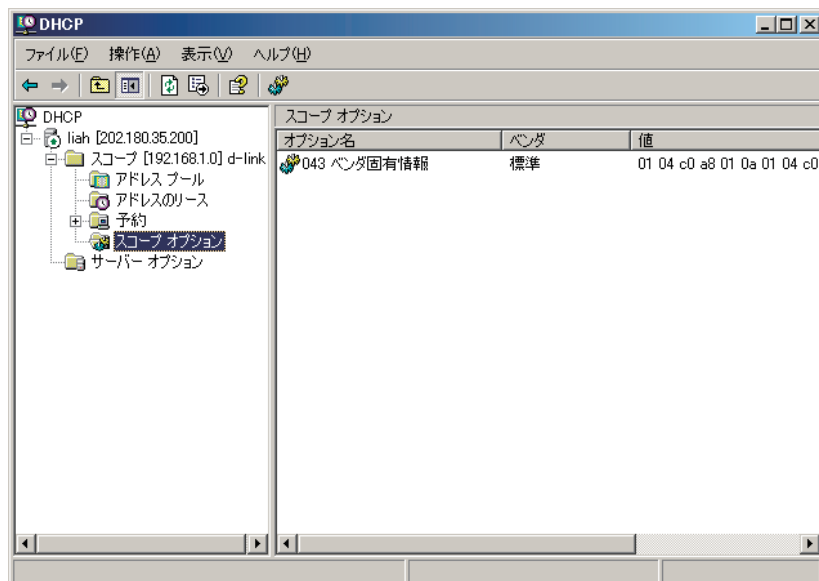 DHCP
ファイル(F) 操作(A) 表示(V) ヘルプ(H)
DHCP
liah [202.180.35.200]
スコープ [192.168.1.0] d-link
アドレス プール
アドレスのリース
予約
スコープ オプション
サーバー オプション
スコープ オプション
オプション名 ベンダ 値
043 ベンダ固有情報 標準 01 04 c0 a8 01 0a 01 04 c0